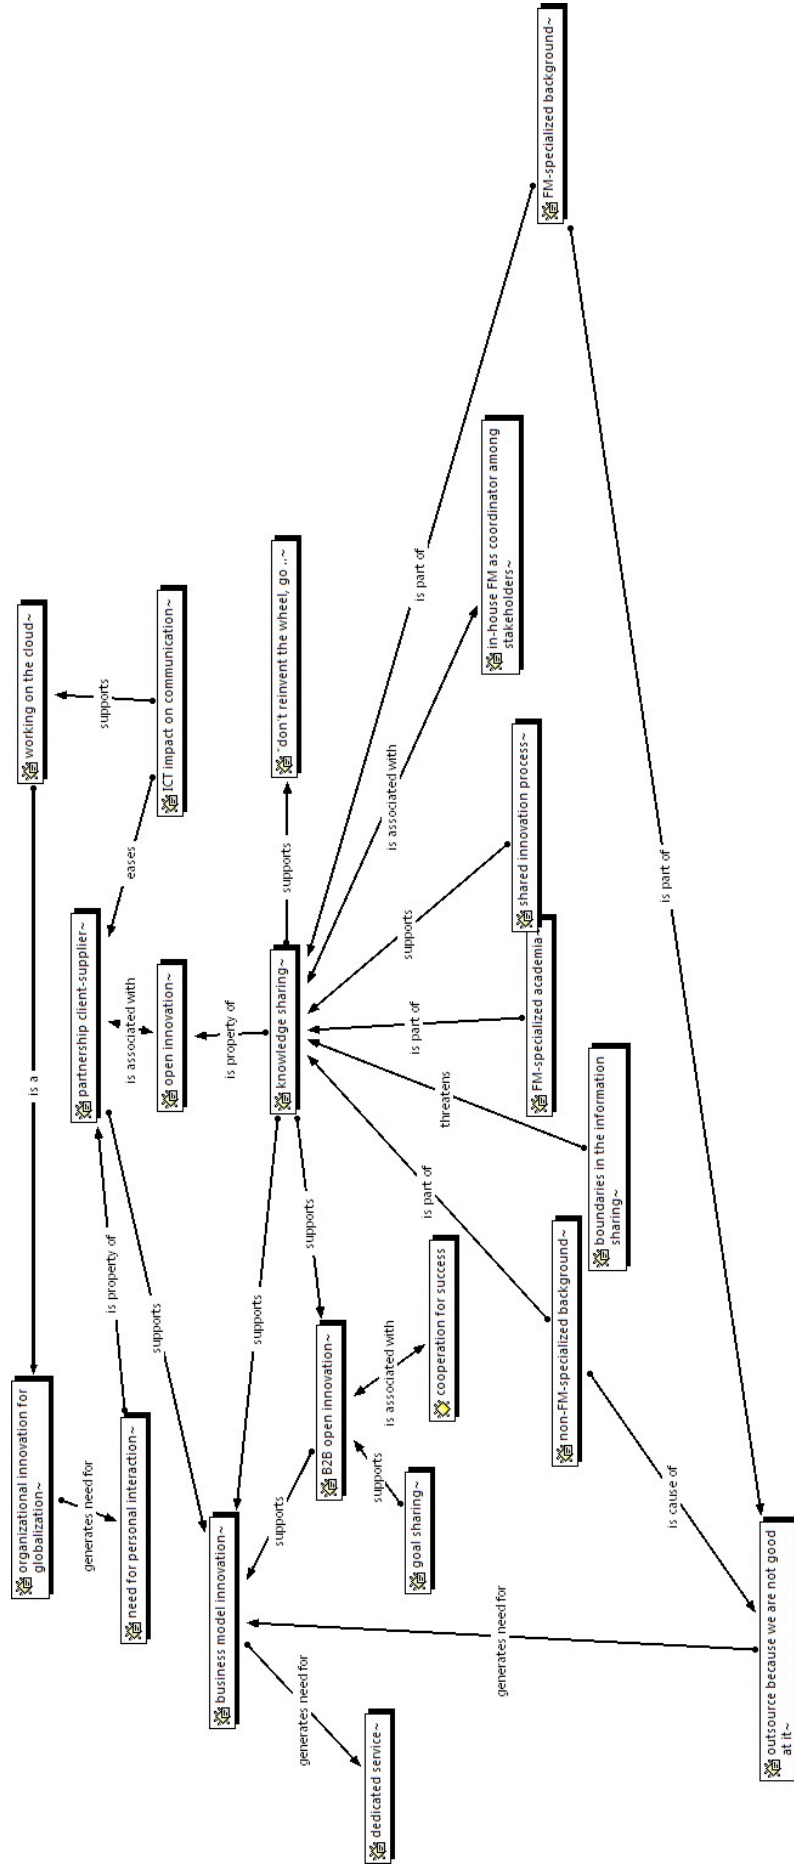 organizational innovation for
globalization~
is a
working on the cloud~
generates need for
supports
need for personal interaction~
is property of
partnership client-supplier~
eases
ICT impact on communication~
is associated with
supports
open innovation~
business model innovation~
is property of
supports
knowledge sharing~
supports
"don't reinvent the wheel, go ..~
generates need for
supports
supports
B2B open innovation~
dedicated service~
supports
is associated with
is associated with
goal sharing~
cooperation for success
is part of
threatens
is part of
supports
is part of
in-house FM as coordinator among
stakeholders~
generates need for
shared innovation process~
FM-specialized academia
FM-specialized background~
non-FM-specialized background~
boundaries in the information
sharing~
is cause of
is part of
outsource because we are not good
at it~